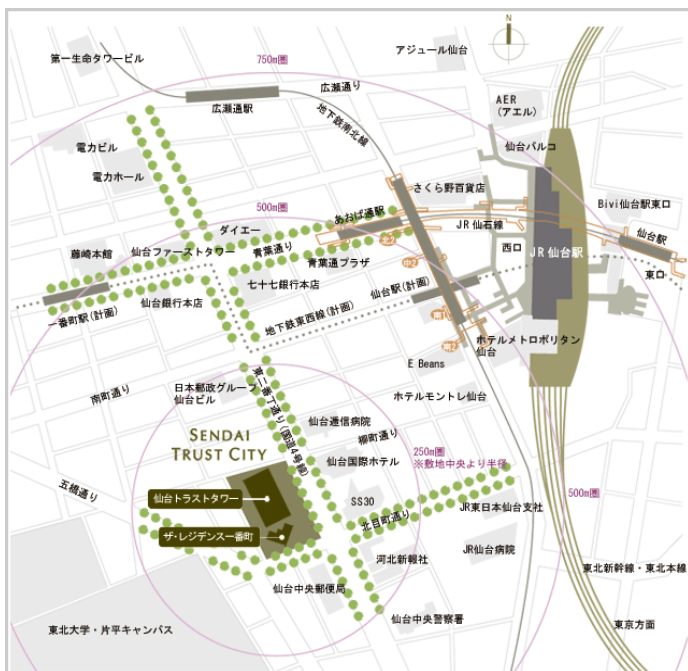 N
第一生命タワービル
750m圏
アジュール仙台
広瀬通り
広瀬通駅
地下鉄南北線
AER
(アエル)
仙台パルコ
電力ビル
電力ホール
さくら野百貨店
Bivi仙台駅東口
500m圏
あおば通駅
ダイエー
JR仙石線
仙台駅
北2
藤崎本館
仙台ファーストタワー
青葉通り
青葉通プラザ
中2
西口
JR仙台駅
東口
七十七銀行本店
仙台駅(計画)
一番町駅(計画)
仙台銀行本店
地下鉄東西線(計画)
南1
南2
ホテルメトロポリタン
仙台
E Beans
南町通り
日本郵政グループ
仙台ビル
東二番丁通り(国道4号線)
ホテルモントレ仙台
仙台逓信病院
柳町通り
SENDAI
TRUST CITY
仙台国際ホテル
250m圏
※敷地中央より半径
五橋通り
仙台トラストタワー
SS30
500m圏
JR東日本仙台支社
北目町通り
ザ・レジデンス一番町
河北新報社
JR仙台病院
東北新幹線・東北本線
仙台中央郵便局
仙台中央警察署
東北大学・片平キャンパス
東京方面